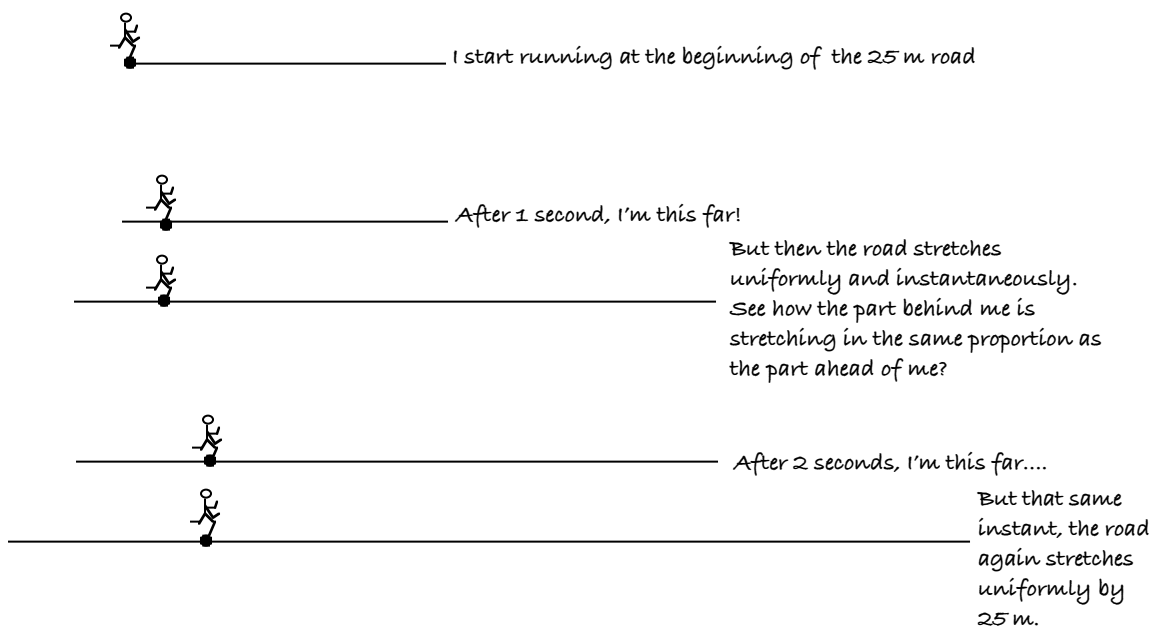 I start running at the beginning of the 25 m road
After 1 second, I'm this far!
But then the road stretches
uniformly and instantaneously.
See how the part behind me is
stretching in the same proportion as
the part ahead of me?
After 2 seconds, I'm this far....
But that same
instant, the road
again stretches
uniformly by
25 m.